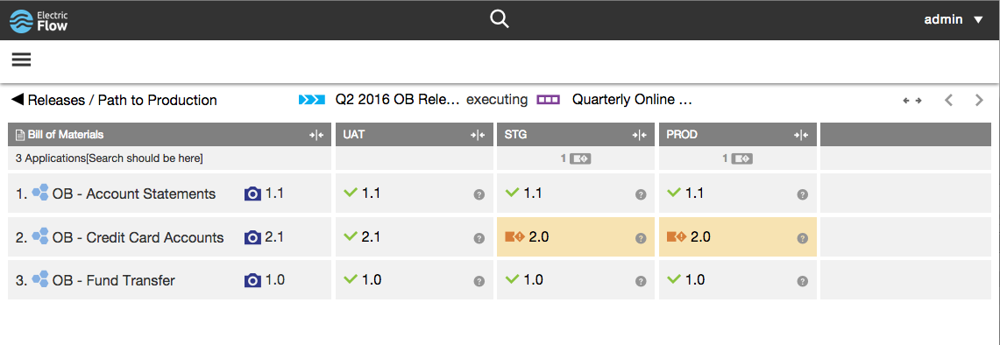 Electric
Flow
admin
Releases / Path to Production Q2 2016 OB Rele... executing Quarterly Online ...
Bill of Materials UAT STG PROD
3 Applications[Search should be here] 1 1
1. OB - Account Statements 1.1 1.1 1.1 1.1
2. OB - Credit Card Accounts 2.1 2.1 2.0 2.0
3. OB - Fund Transfer 1.0 1.0 1.0 1.0